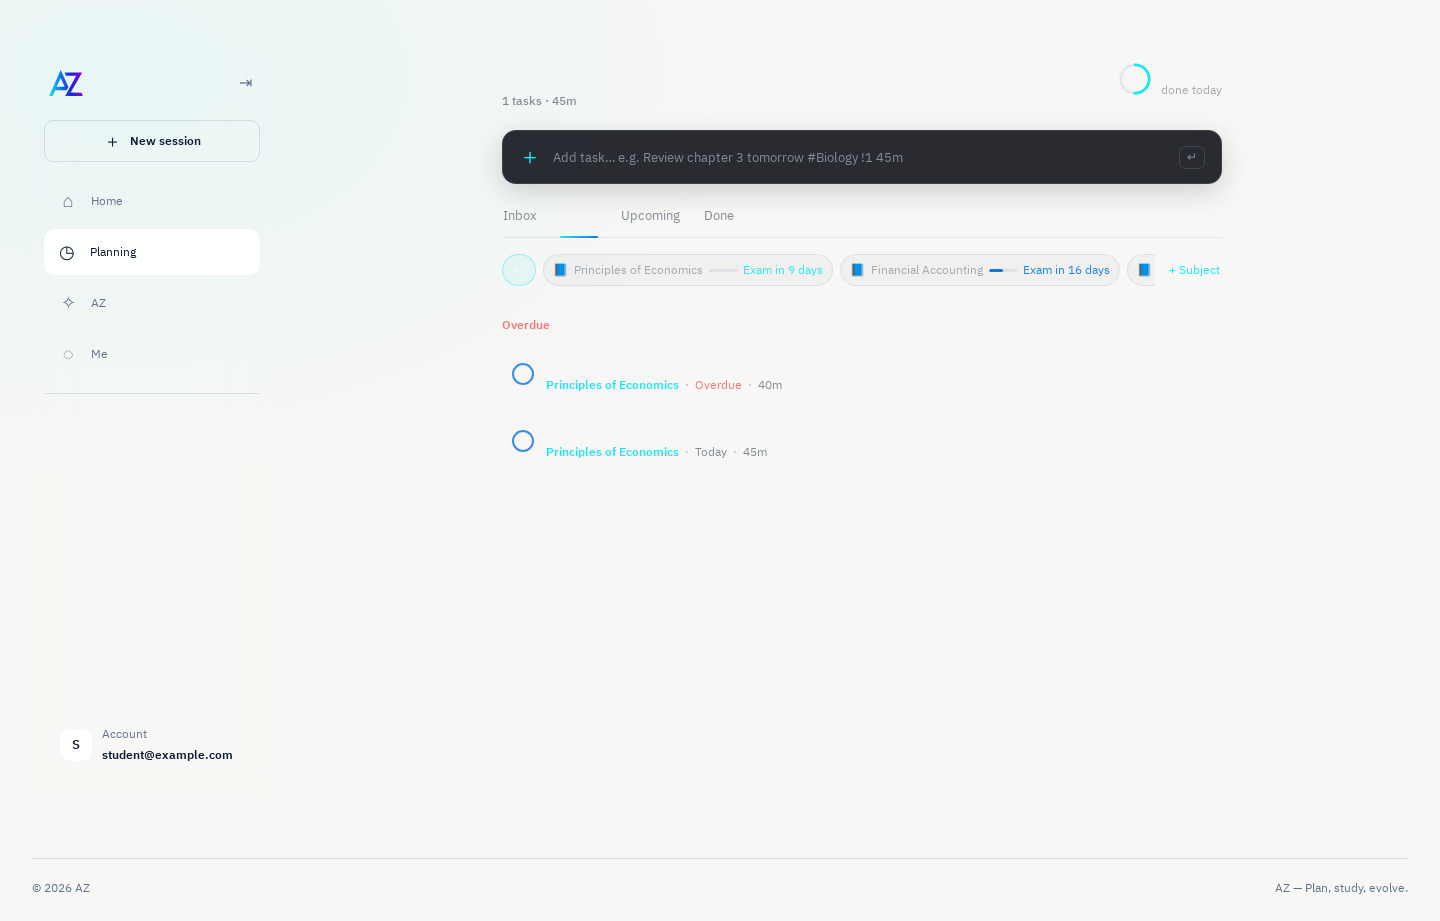 AZ
⇥
+ New session
Home
Planning
AZ
Me
Account
S
student@example.com
1 tasks · 45m
done today
+ Add task... e.g. Review chapter 3 tomorrow #Biology !1 45m ↵
Inbox Upcoming Done
Principles of Economics Exam in 9 days
Financial Accounting Exam in 16 days
+ Subject
Overdue
Principles of Economics · Overdue · 40m
Principles of Economics · Today · 45m
© 2026 AZ
AZ — Plan, study, evolve.